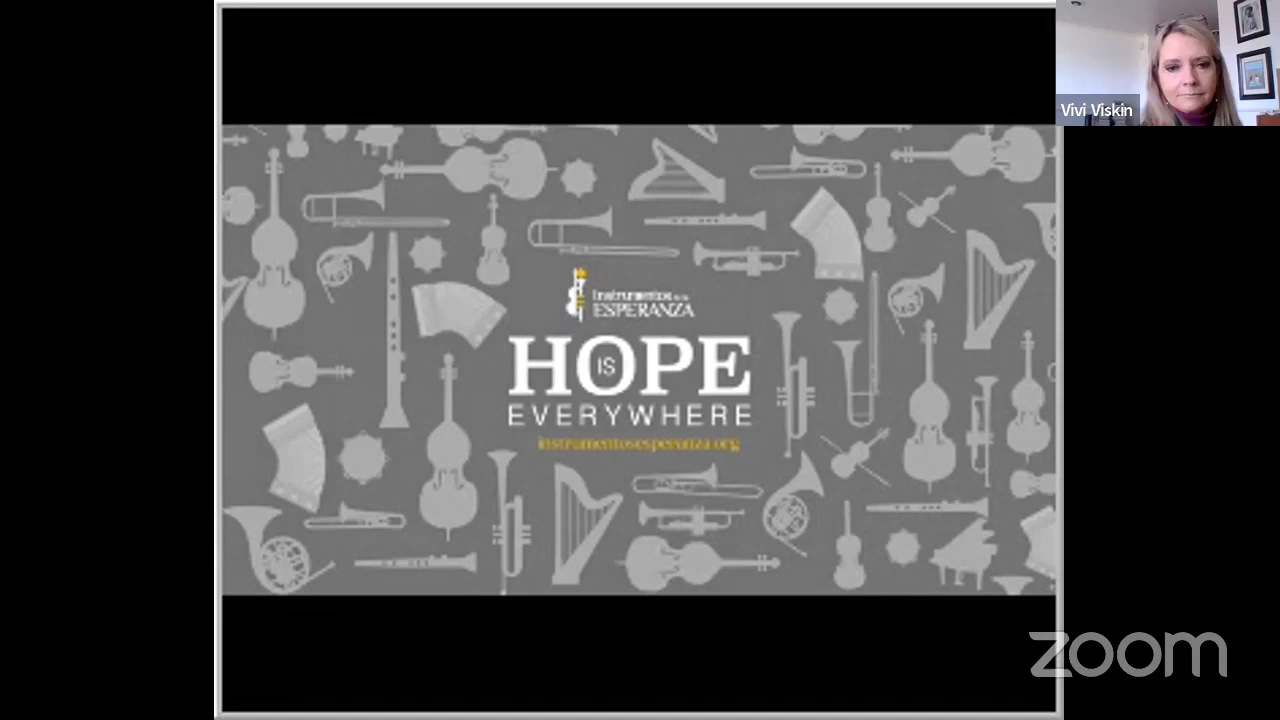 Vivi Viskin
Instrumentos de la
ESPERANZA
HOPE
IS
EVERYWHERE
instrumentosesperanza.org
zoom